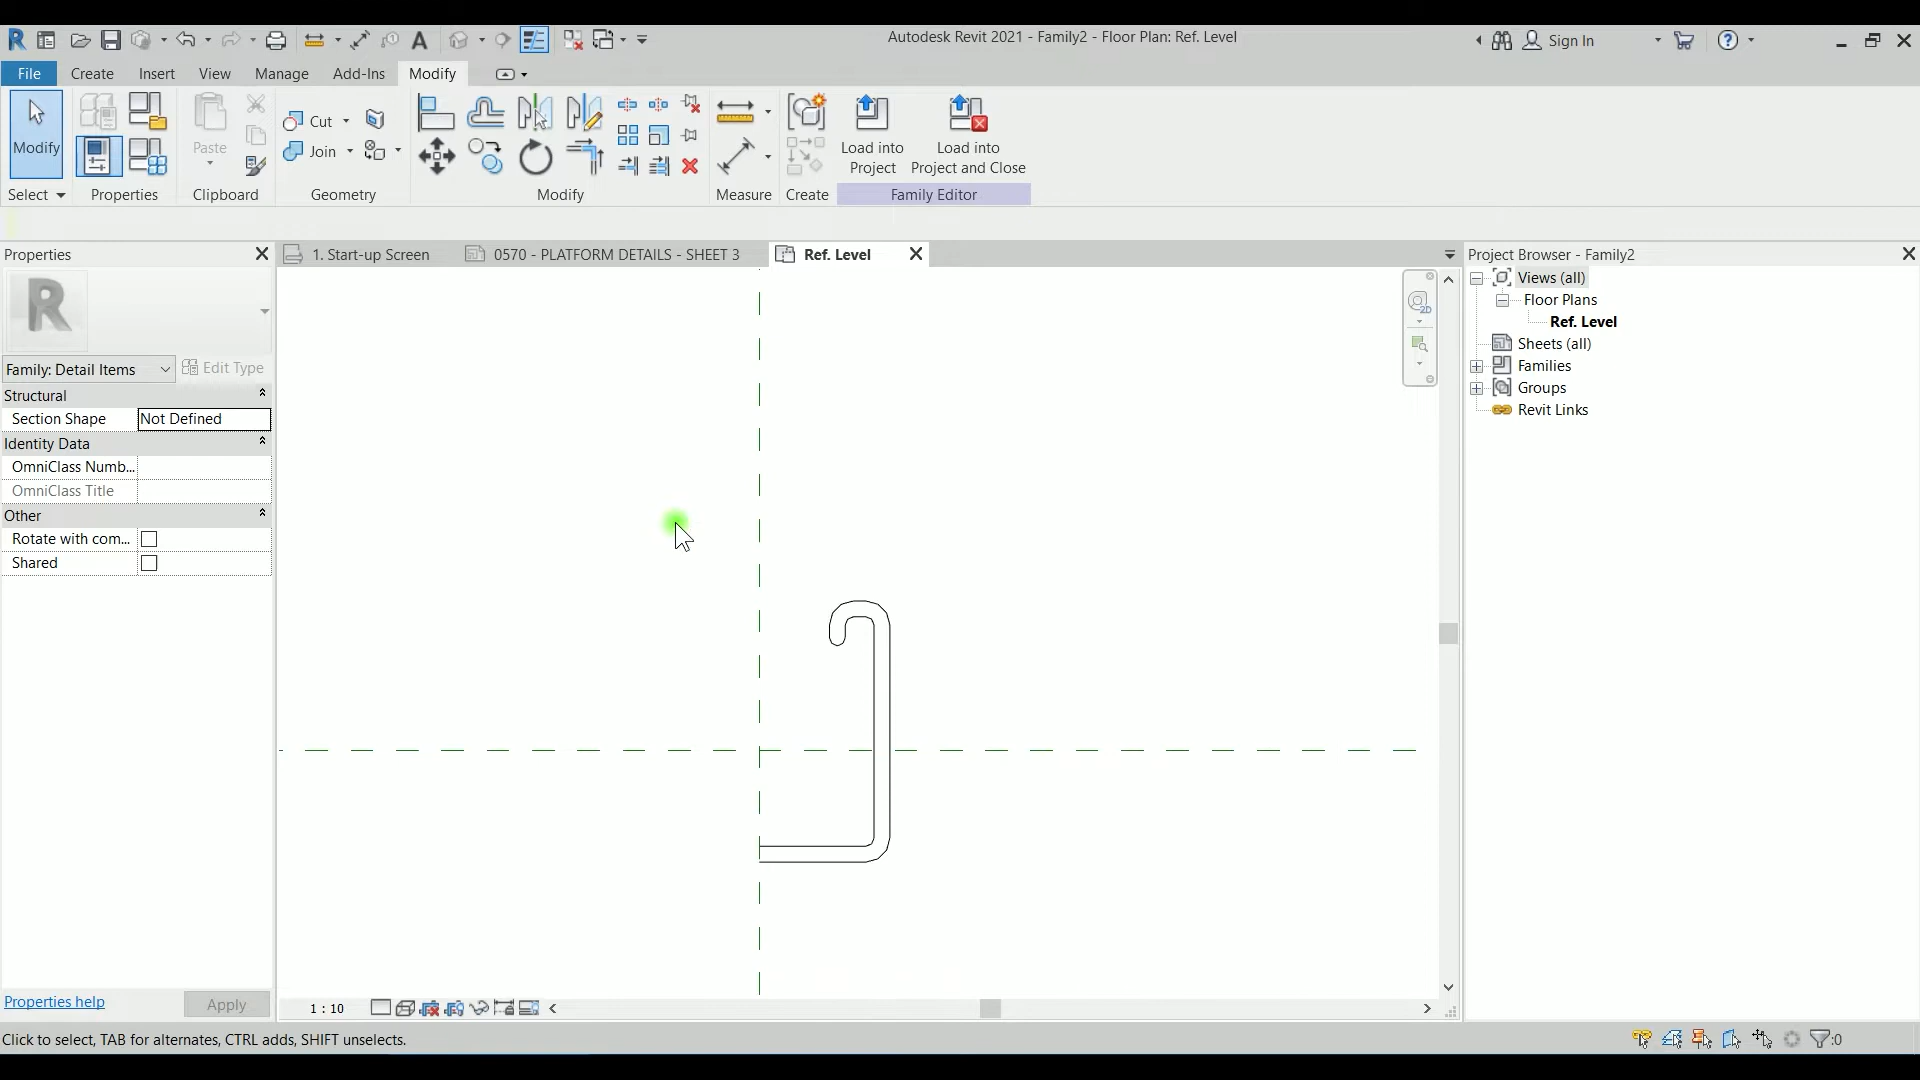 Autodesk Revit 2021 - Family2 - Floor Plan: Ref. Level
Sign In
File Create Insert View Manage Add-Ins Modify
Modify
Paste
Cut
Join
Load into
Project
Load into
Project and Close
Select Properties Clipboard Geometry Modify Measure Create Family Editor
Properties
1. Start-up Screen
0570 - PLATFORM DETAILS - SHEET 3
Ref. Level
Project Browser - Family2
R
Family: Detail Items
Edit Type
Structural
Section Shape Not Defined
Identity Data
OmniClass Numb...
OmniClass Title
Other
Rotate with com...
Shared
Views (all)
Floor Plans
Ref. Level
Sheets (all)
Families
Groups
Revit Links
2D
Properties help
Apply
1 : 10
Click to select, TAB for alternates, CTRL adds, SHIFT unselects.
:0